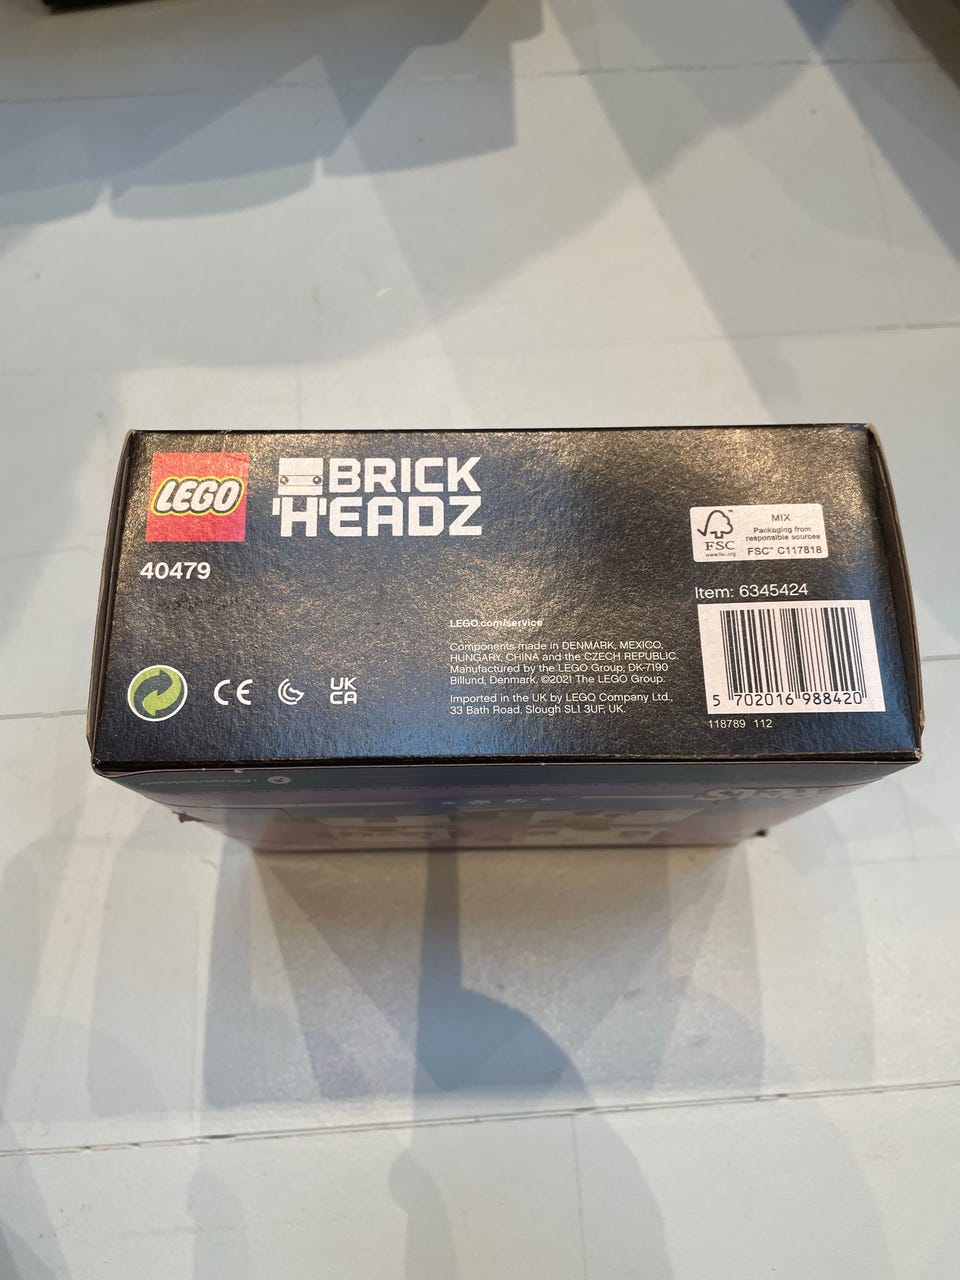 LEGO
BRICK
'H'EADZ
40479
FSC
www.fsc.org
MIX
Packaging from
responsible sources
FSC™ C117818
Item: 6345424
LEGO.com/service
Components made in DENMARK, MEXICO,
HUNGARY, CHINA and the CZECH REPUBLIC.
Manufactured by the LEGO Group, DK-7190
Billund, Denmark. ©2021 The LEGO Group.
Imported in the UK by LEGO Company Ltd.,
33 Bath Road, Slough SL1 3UF, UK.
CE
UK
CA
5 702016 988420
118789 112